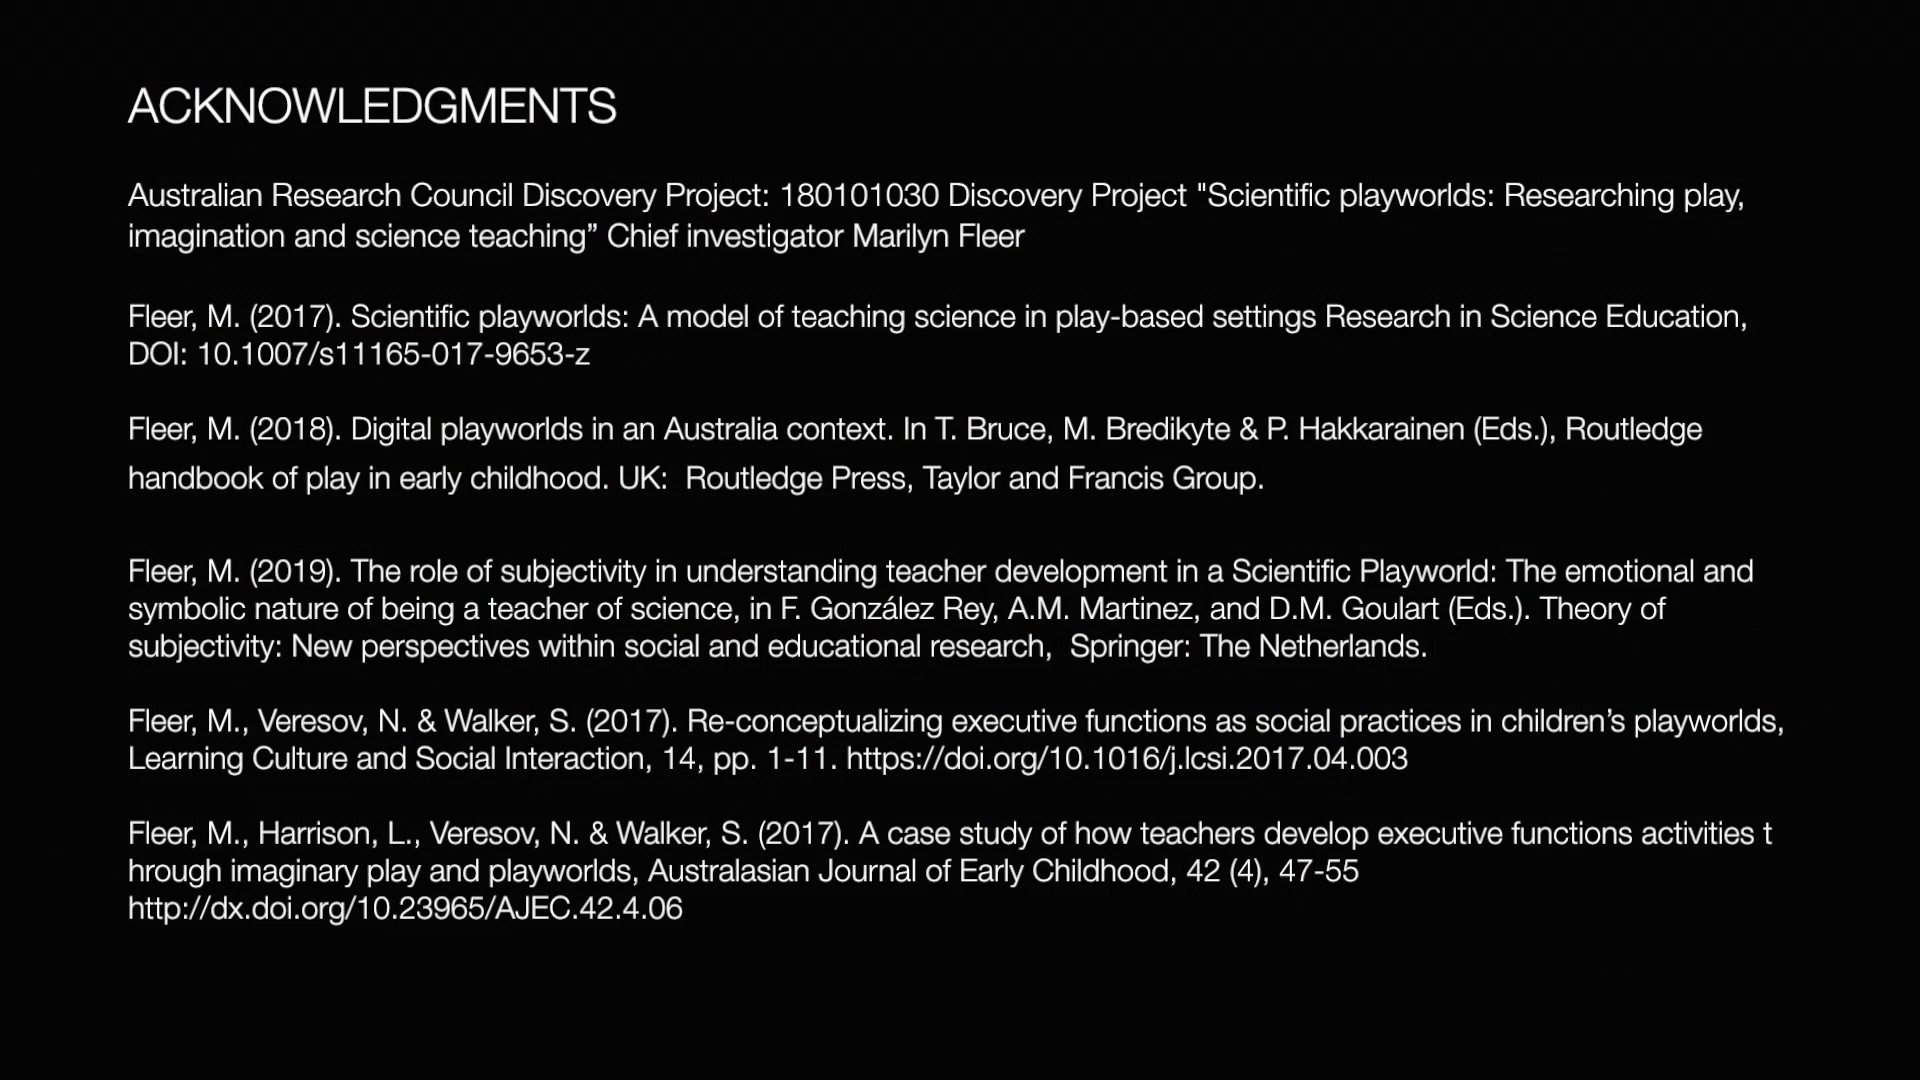 ACKNOWLEDGMENTS
Australian Research Council Discovery Project: 180101030 Discovery Project "Scientific playworlds: Researching play,
imagination and science teaching” Chief investigator Marilyn Fleer
Fleer, M. (2017). Scientific playworlds: A model of teaching science in play-based settings Research in Science Education,
DOI: 10.1007/s11165-017-9653-z
Fleer, M. (2018). Digital playworlds in an Australia context. In T. Bruce, M. Bredikyte & P. Hakkarainen (Eds.), Routledge
handbook of play in early childhood. UK:  Routledge Press, Taylor and Francis Group.
Fleer, M. (2019). The role of subjectivity in understanding teacher development in a Scientific Playworld: The emotional and
symbolic nature of being a teacher of science, in F. González Rey, A.M. Martinez, and D.M. Goulart (Eds.). Theory of
subjectivity: New perspectives within social and educational research,  Springer: The Netherlands.
Fleer, M., Veresov, N. & Walker, S. (2017). Re-conceptualizing executive functions as social practices in children’s playworlds,
Learning Culture and Social Interaction, 14, pp. 1-11. https://doi.org/10.1016/j.lcsi.2017.04.003
Fleer, M., Harrison, L., Veresov, N. & Walker, S. (2017). A case study of how teachers develop executive functions activities t
hrough imaginary play and playworlds, Australasian Journal of Early Childhood, 42 (4), 47-55
http://dx.doi.org/10.23965/AJEC.42.4.06